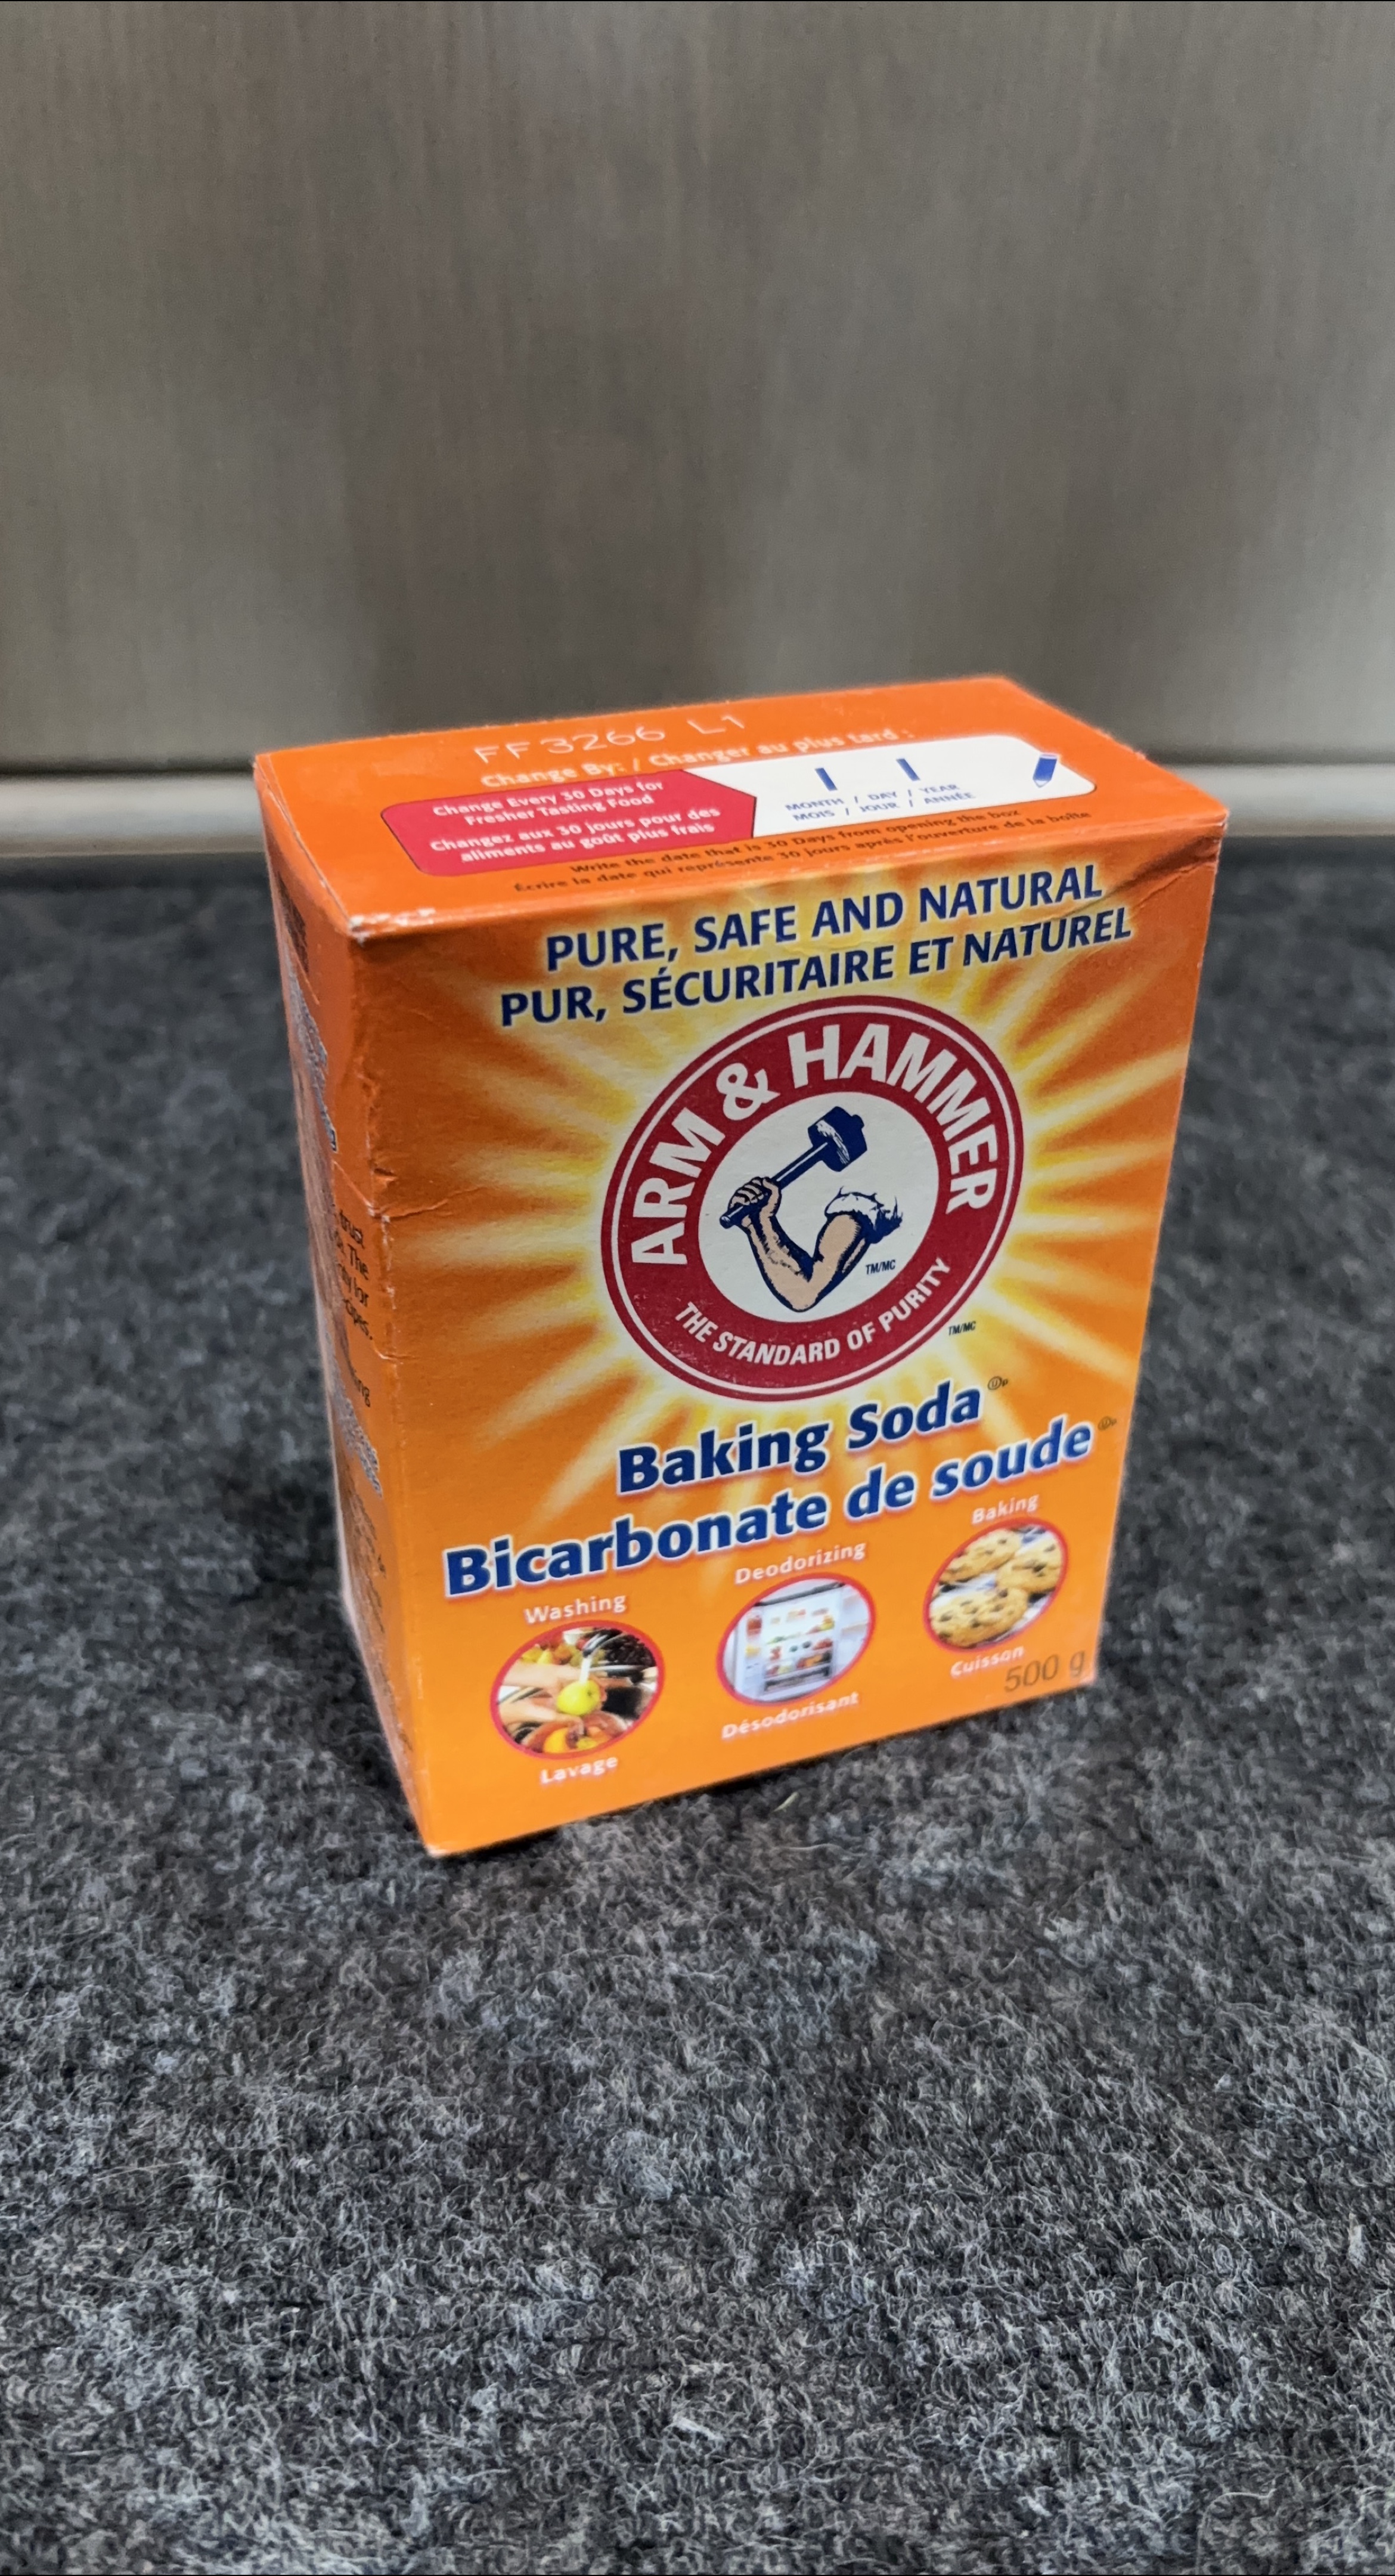 FF3266 L1
Change By: / Changer au plus tard :
Change Every 30 Days for
Fresher Tasting Food
Changez aux 30 jours pour des
aliments au goût plus frais
MONTH / DAY / YEAR
MOIS / JOUR / ANNÉE
Write the date that is 30 Days from opening the box
Écrire la date qui représente 30 jours après l'ouverture de la boîte
PURE, SAFE AND NATURAL
PUR, SÉCURITAIRE ET NATUREL
ARM & HAMMER
TM/MC
THE STANDARD OF PURITY
TM/MC
Baking Soda
Bicarbonate de soude
Washing
Deodorizing
Baking
Lavage
Désodorisant
Cuisson
500 g
trust
The
for